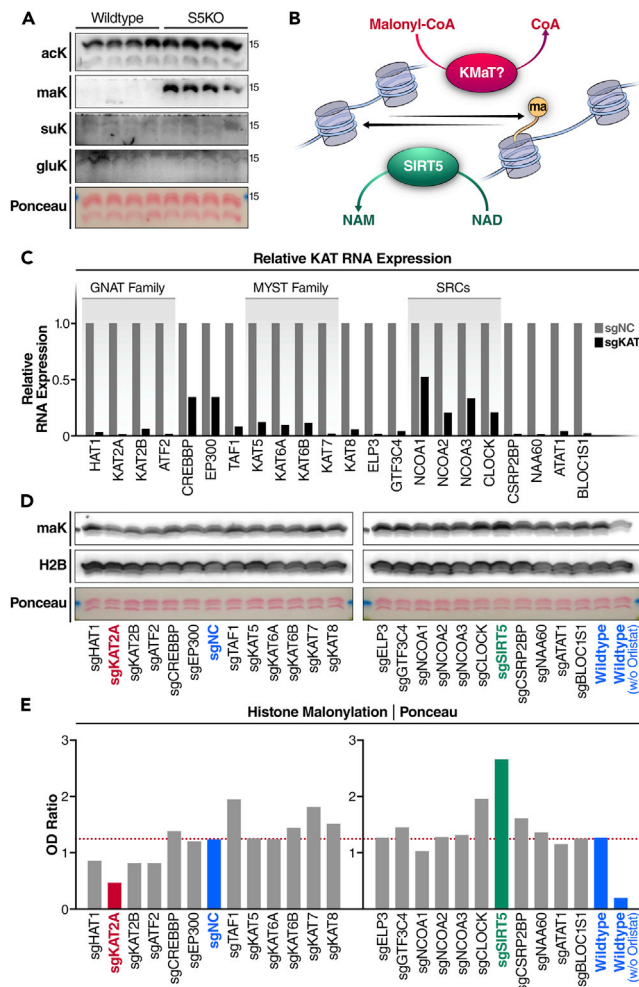 A
Wildtype S5KO
acK 15
maK 15
suK 15
gluK 15
Ponceau 15
B
Malonyl-CoA CoA
KMaT?
ma
SIRT5
NAM NAD
C
Relative KAT RNA Expression
GNAT Family MYST Family SRCs
sgNC
sgKAT
Relative
RNA Expression
1.0
0.5
0
HAT1 KAT2A KAT2B ATF2 CREBBP EP300 TAF1 KAT5 KAT6A KAT6B KAT7 KAT8 ELP3 GTF3C4 NCOA1 NCOA2 NCOA3 CLOCK CSRP2BP NAA60 ATAT1 BLOC1S1
D
maK
H2B
Ponceau
sgHAT1 sgKAT2A sgKAT2B sgATF2 sgCREBBP sgEP300 sgNC sgTAF1 sgKAT5 sgKAT6A sgKAT6B sgKAT7 sgKAT8 sgELP3 sgGTF3C4 sgNCOA1 sgNCOA2 sgNCOA3 sgCLOCK sgSIRT5 sgCSRP2BP sgNAA60 sgATAT1 sgBLOC1S1 Wildtype Wildtype (w/o Orlistat)
E
Histone Malonylation | Ponceau
OD Ratio
3 3
2 2
1 1
0 0
sgHAT1 sgKAT2A sgKAT2B sgATF2 sgCREBBP sgEP300 sgNC sgTAF1 sgKAT5 sgKAT6A sgKAT6B sgKAT7 sgKAT8 sgELP3 sgGTF3C4 sgNCOA1 sgNCOA2 sgNCOA3 sgCLOCK sgSIRT5 sgCSRP2BP sgNAA60 sgATAT1 sgBLOC1S1 Wildtype Wildtype (w/o Orlistat)